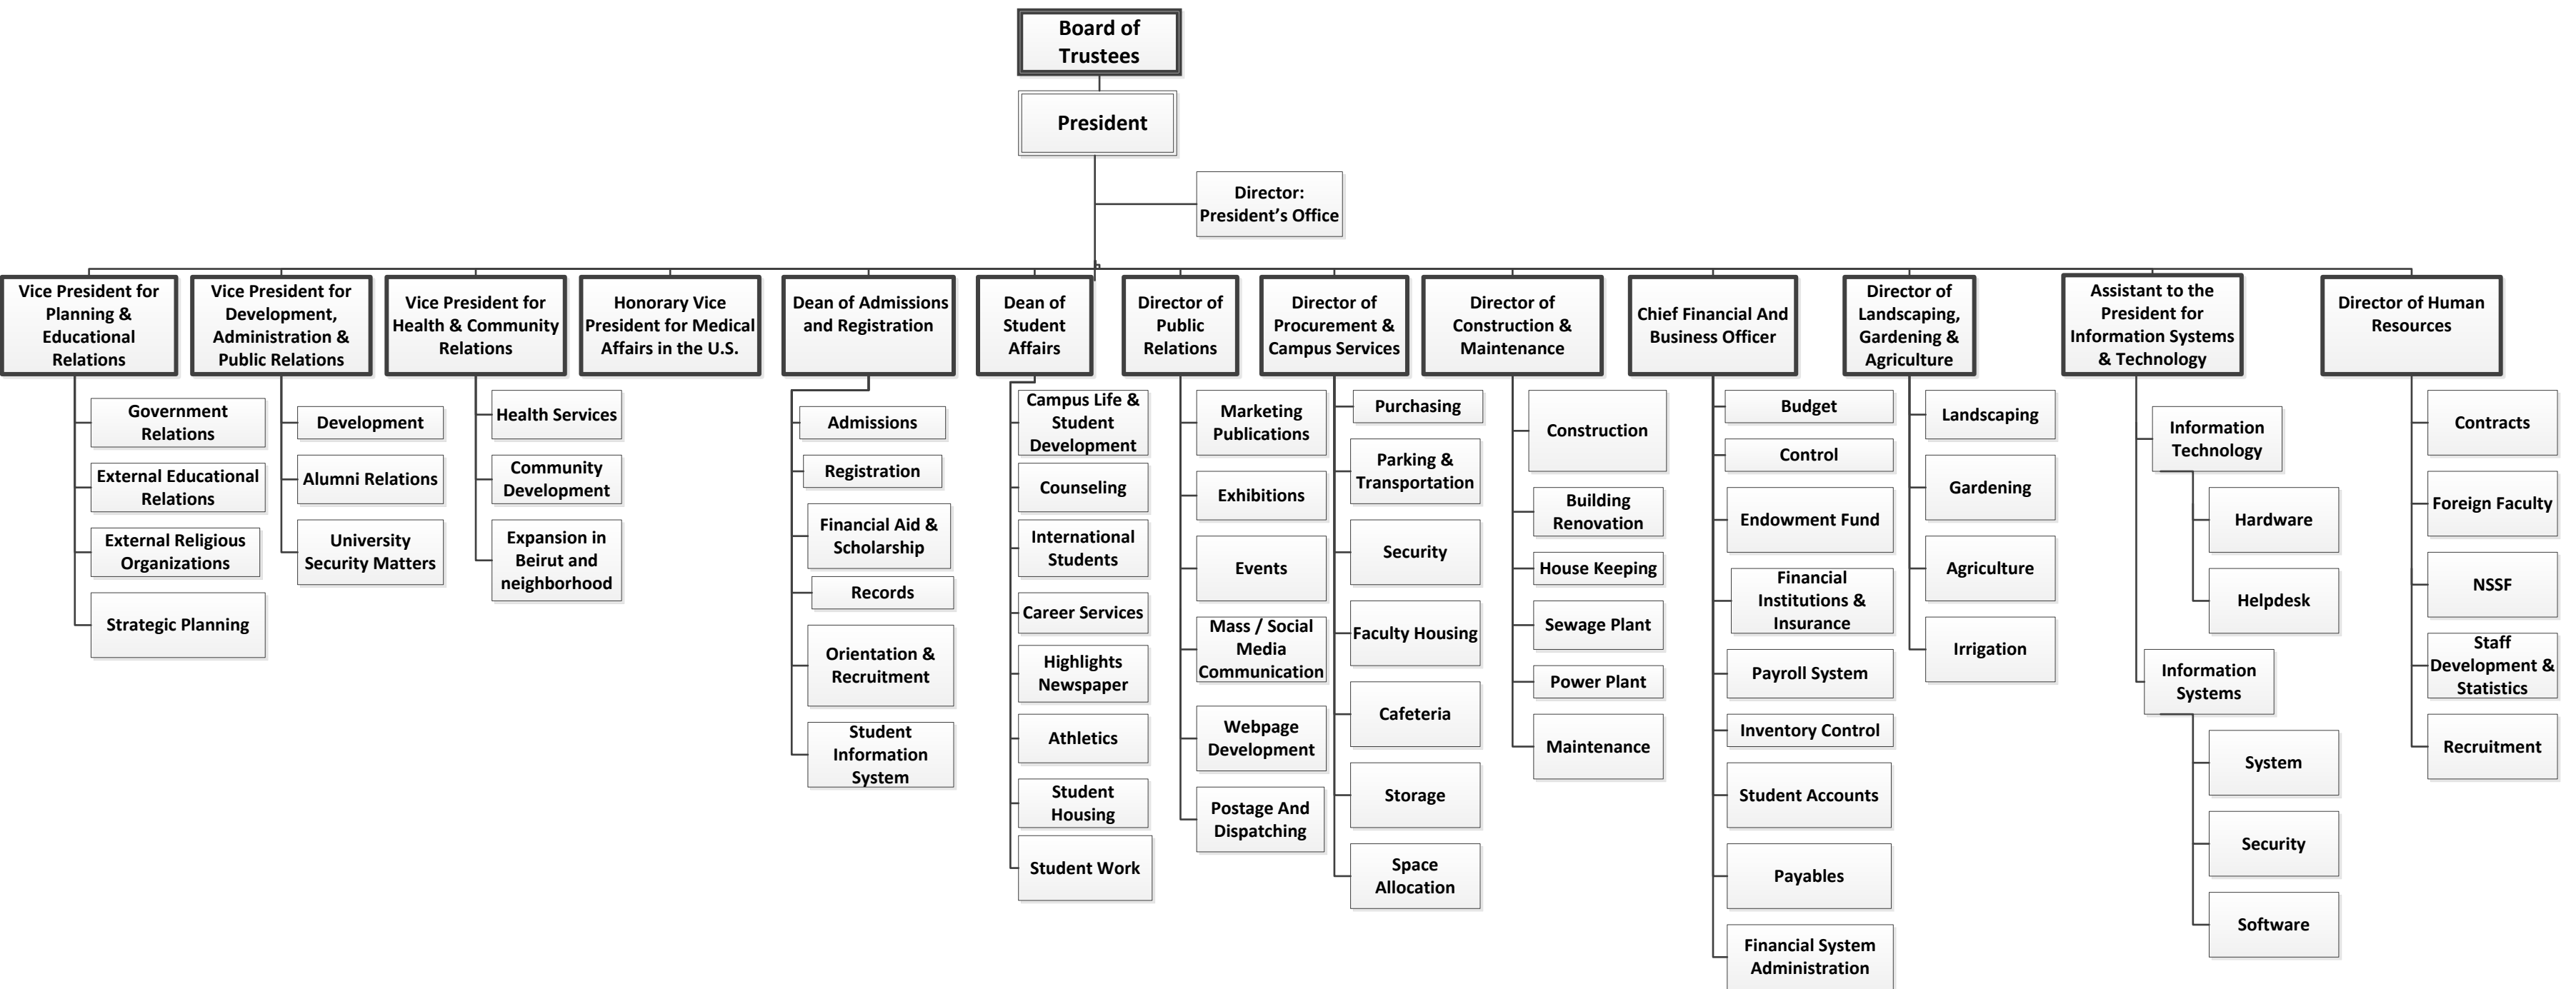 Board of
Trustees
President
Director:
President's Office
Vice President for
Planning &
Educational
Relations
Vice President for
Development,
Administration &
Public Relations
Vice President for
Health & Community
Relations
Honorary Vice
President for Medical
Affairs in the U.S.
Dean of Admissions
and Registration
Dean of
Student
Affairs
Director of
Public
Relations
Director of
Procurement &
Campus Services
Director of
Construction &
Maintenance
Chief Financial And
Business Officer
Director of
Landscaping,
Gardening &
Agriculture
Assistant to the
President for
Information Systems
& Technology
Director of Human
Resources
Government
Relations
External Educational
Relations
External Religious
Organizations
Strategic Planning
Development
Alumni Relations
University
Security Matters
Health Services
Community
Development
Expansion in
Beirut and
neighborhood
Admissions
Registration
Financial Aid &
Scholarship
Records
Orientation &
Recruitment
Student
Information
System
Campus Life &
Student
Development
Counseling
International
Students
Career Services
Highlights
Newspaper
Athletics
Student
Housing
Student Work
Marketing
Publications
Exhibitions
Events
Mass / Social
Media
Communication
Webpage
Development
Postage And
Dispatching
Purchasing
Parking &
Transportation
Security
Faculty Housing
Cafeteria
Storage
Space
Allocation
Construction
Building
Renovation
House Keeping
Sewage Plant
Power Plant
Maintenance
Budget
Control
Endowment Fund
Financial
Institutions &
Insurance
Payroll System
Inventory Control
Student Accounts
Payables
Financial System
Administration
Landscaping
Gardening
Agriculture
Irrigation
Information
Technology
Hardware
Helpdesk
Information
Systems
System
Security
Software
Contracts
Foreign Faculty
NSSF
Staff
Development &
Statistics
Recruitment